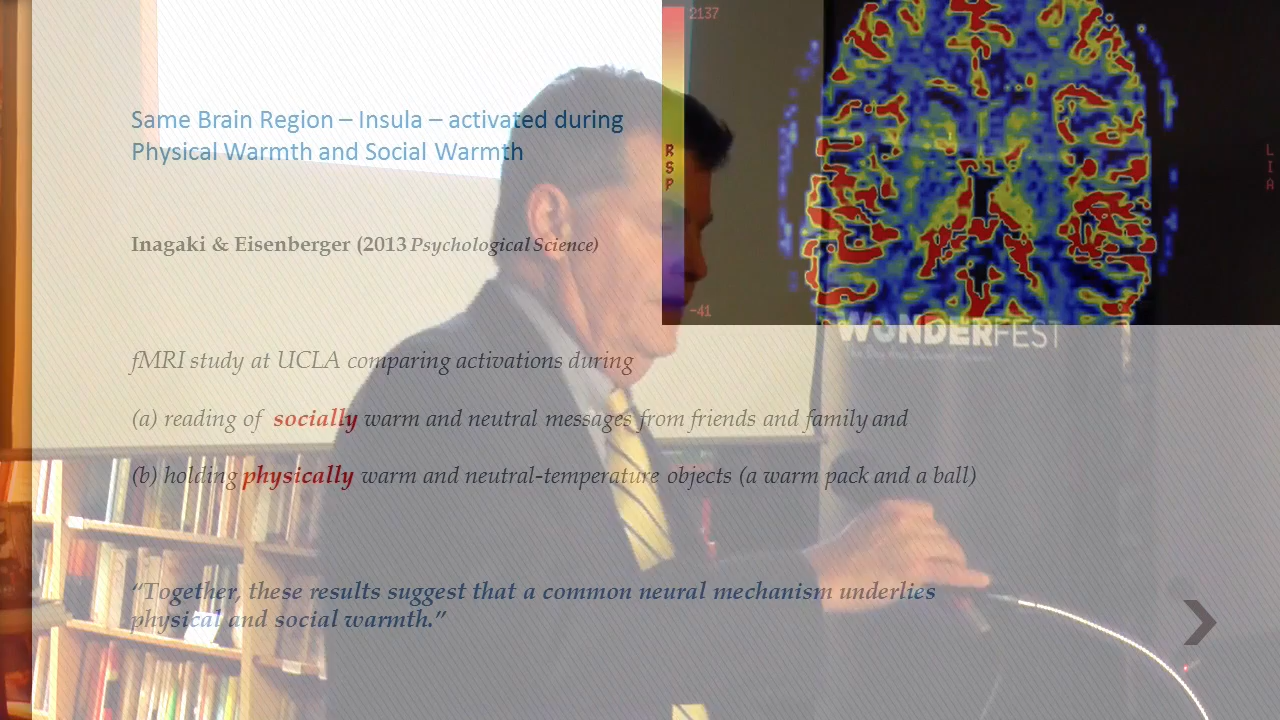 2137
Same Brain Region – Insula – activated during
Physical Warmth and Social Warmth
R
S
P
L
I
A
Inagaki & Eisenberger (2013 Psychological Science)
-41
WONDERFEST
fMRI study at UCLA comparing activations during
(a) reading of socially warm and neutral messages from friends and family and
(b) holding physically warm and neutral-temperature objects (a warm pack and a ball)
“Together, these results suggest that a common neural mechanism underlies
physical and social warmth.”